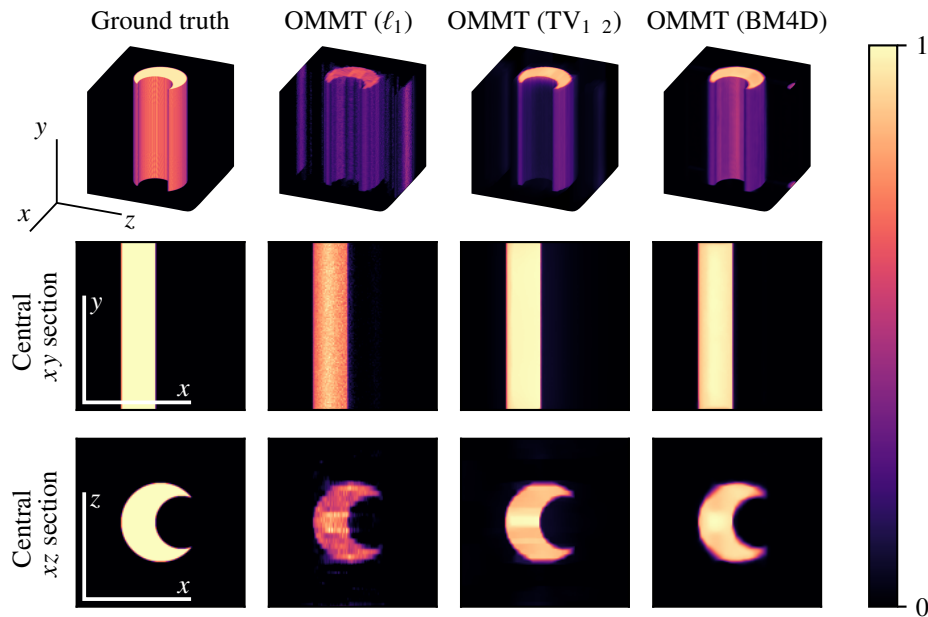 Ground truth
OMMT (ℓ1)
OMMT (TV1 2)
OMMT (BM4D)
1
y
x
z
Central
xy section
y
x
Central
xz section
z
x
0